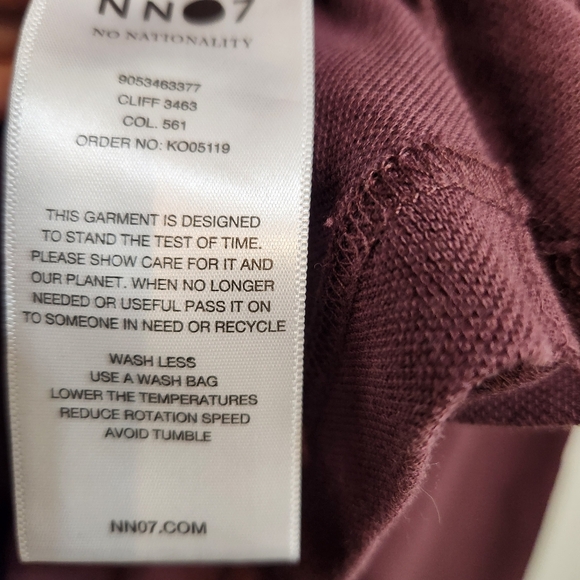 NN07
NO NATIONALITY
9053463377
CLIFF 3463
COL. 561
ORDER NO: KO05119
THIS GARMENT IS DESIGNED
TO STAND THE TEST OF TIME.
PLEASE SHOW CARE FOR IT AND
OUR PLANET. WHEN NO LONGER
NEEDED OR USEFUL PASS IT ON
TO SOMEONE IN NEED OR RECYCLE
WASH LESS
USE A WASH BAG
LOWER THE TEMPERATURES
REDUCE ROTATION SPEED
AVOID TUMBLE
NN07.COM